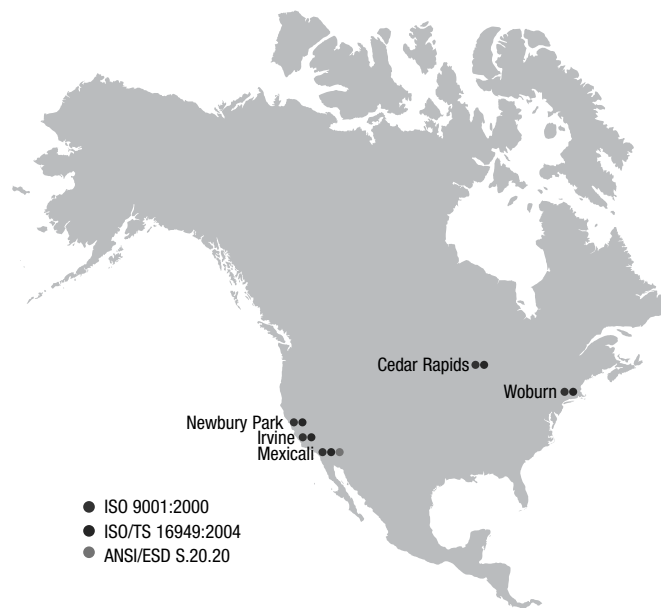 Cedar Rapids
Woburn
Newbury Park
Irvine
Mexicali
ISO 9001:2000
ISO/TS 16949:2004
ANSI/ESD S.20.20